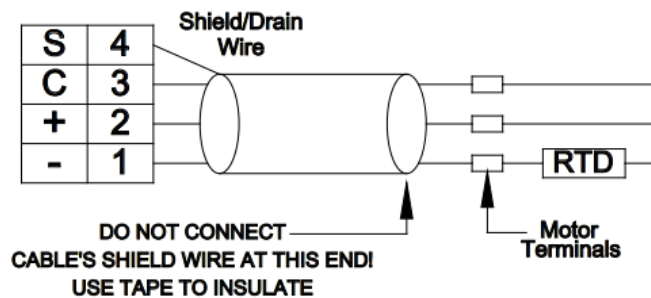 Shield/Drain
Wire
S 4
C 3
+ 2
- 1
RTD
DO NOT CONNECT
CABLE'S SHIELD WIRE AT THIS END!
USE TAPE TO INSULATE
Motor
Terminals